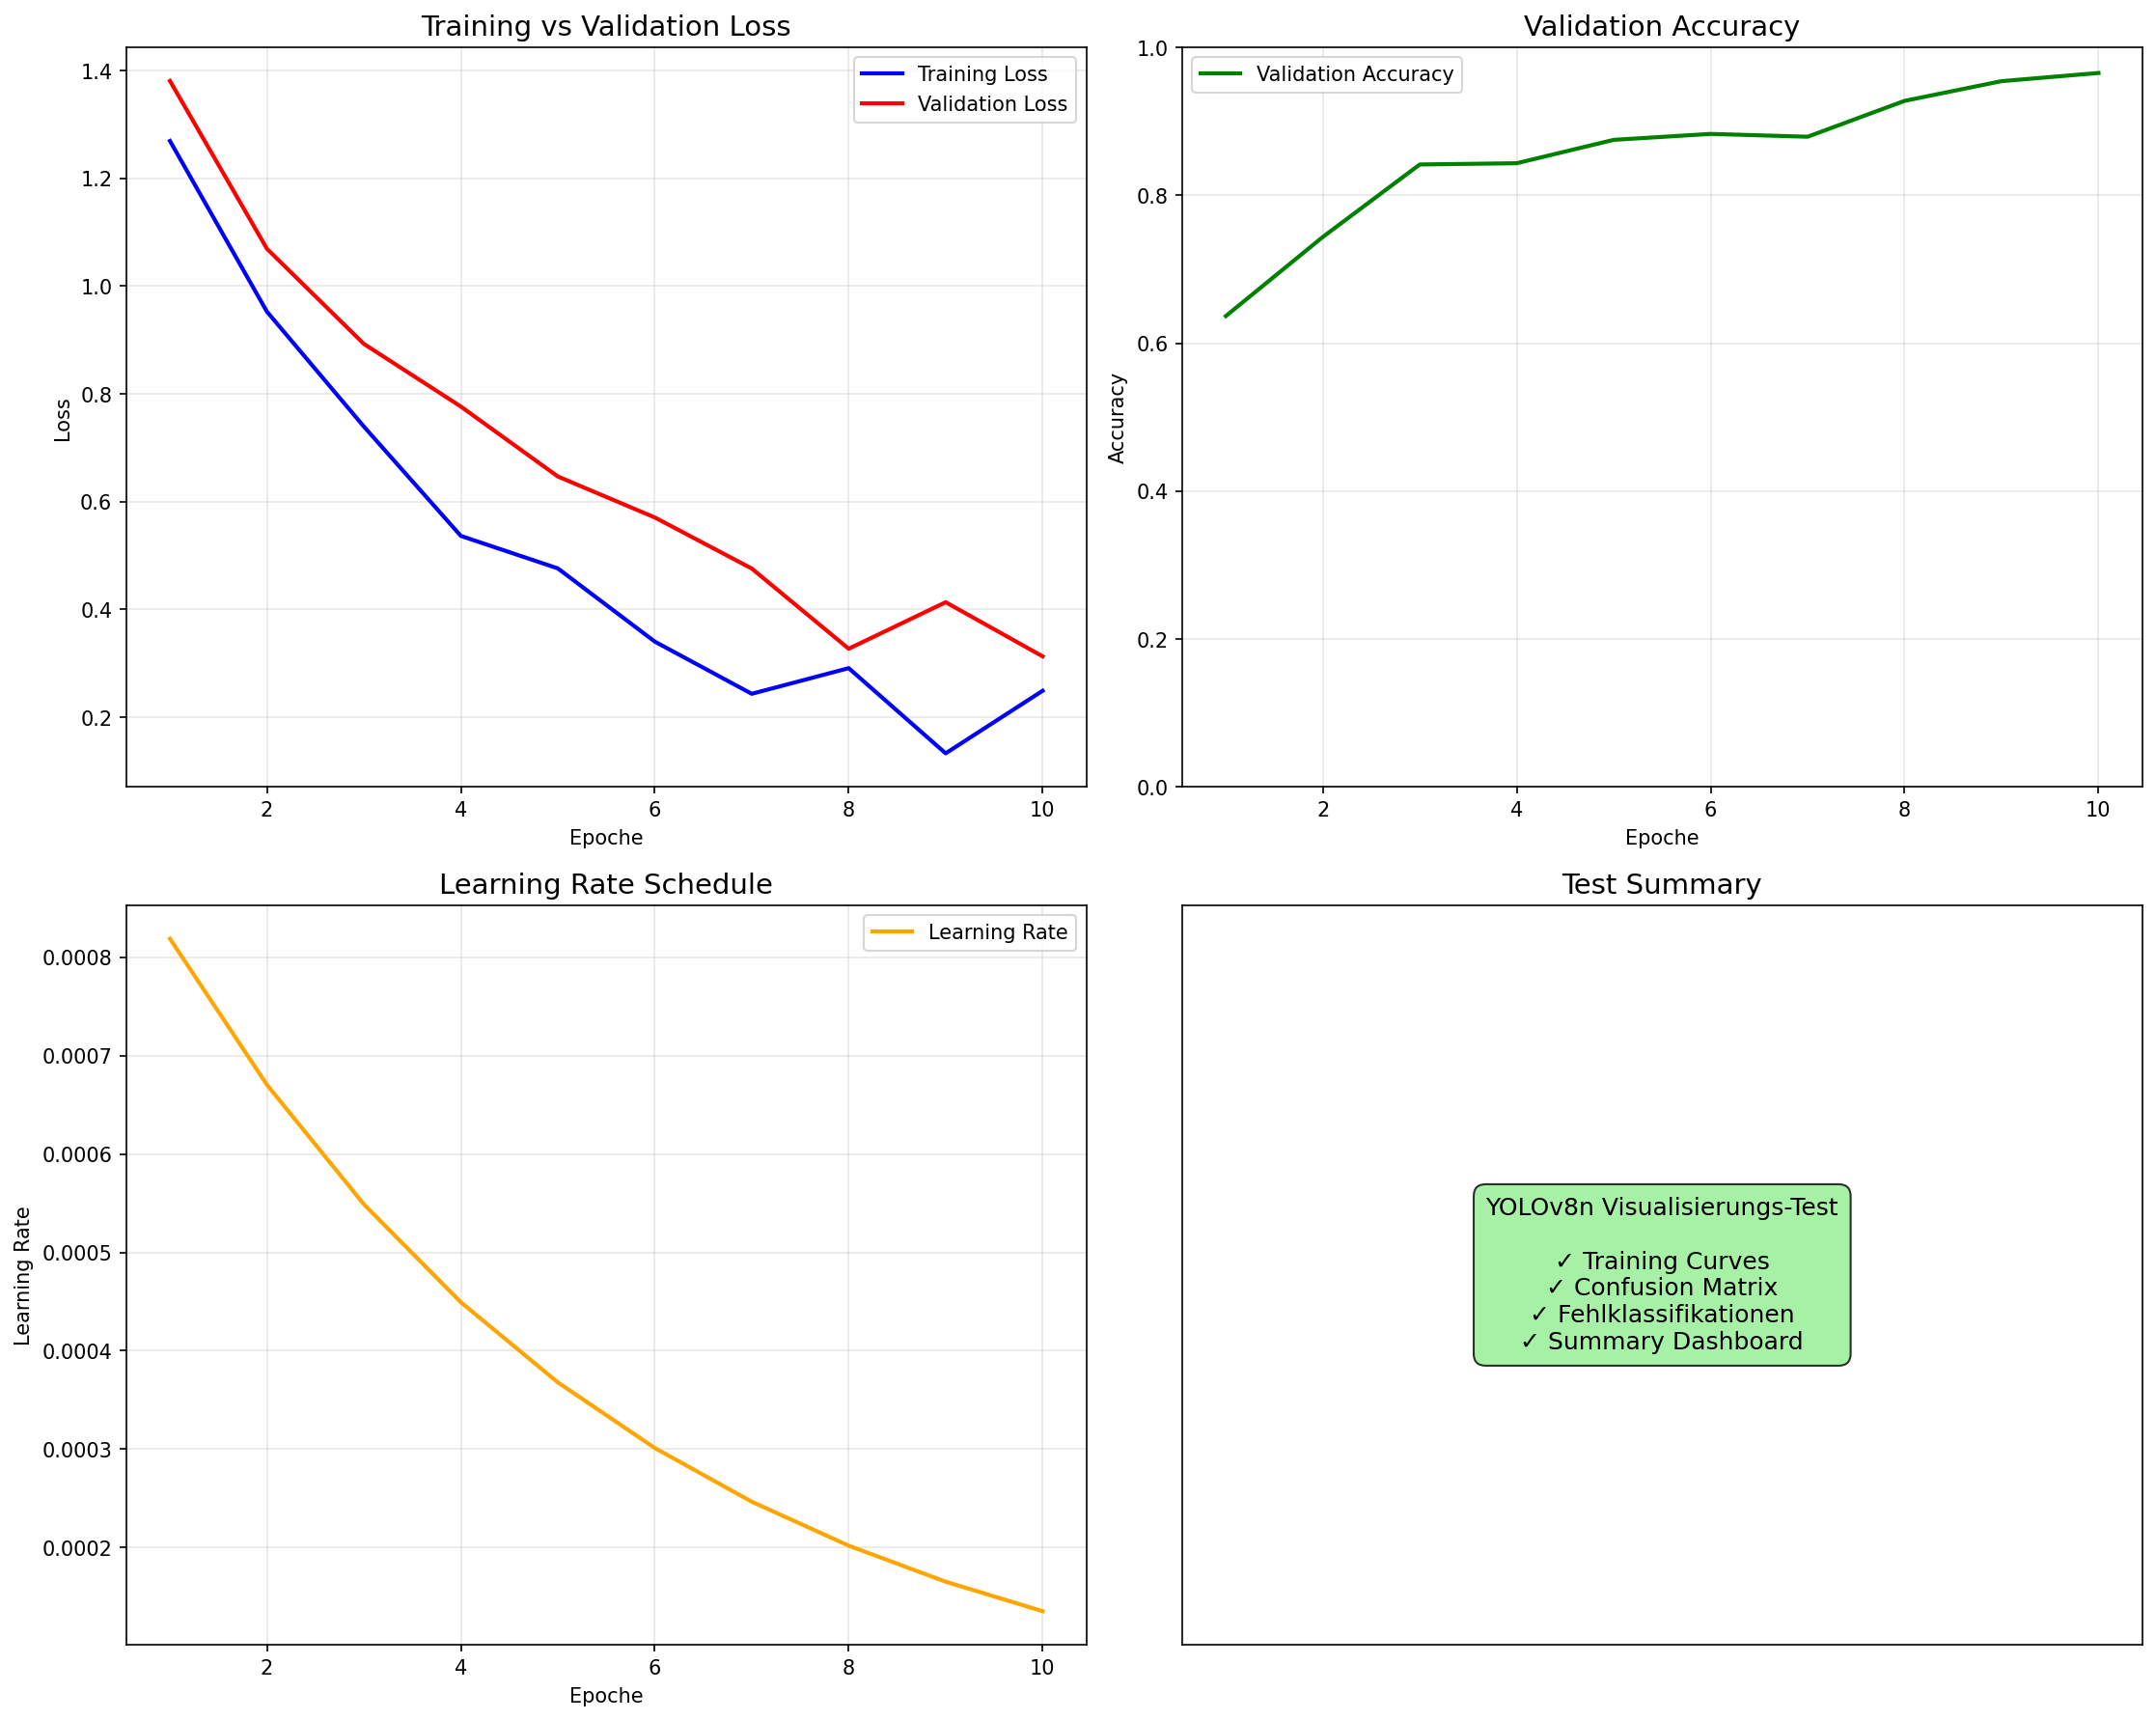 Training vs Validation Loss
Training Loss
Validation Loss
1.4
1.2
1.0
0.8
0.6
0.4
0.2
Loss
2 4 6 8 10
Epoche
Validation Accuracy
Validation Accuracy
1.0
0.8
0.6
0.4
0.2
0.0
Accuracy
2 4 6 8 10
Epoche
Learning Rate Schedule
Learning Rate
0.0008
0.0007
0.0006
0.0005
0.0004
0.0003
0.0002
Learning Rate
2 4 6 8 10
Epoche
Test Summary
YOLOv8n Visualisierungs-Test
✓ Training Curves
✓ Confusion Matrix
✓ Fehlklassifikationen
✓ Summary Dashboard